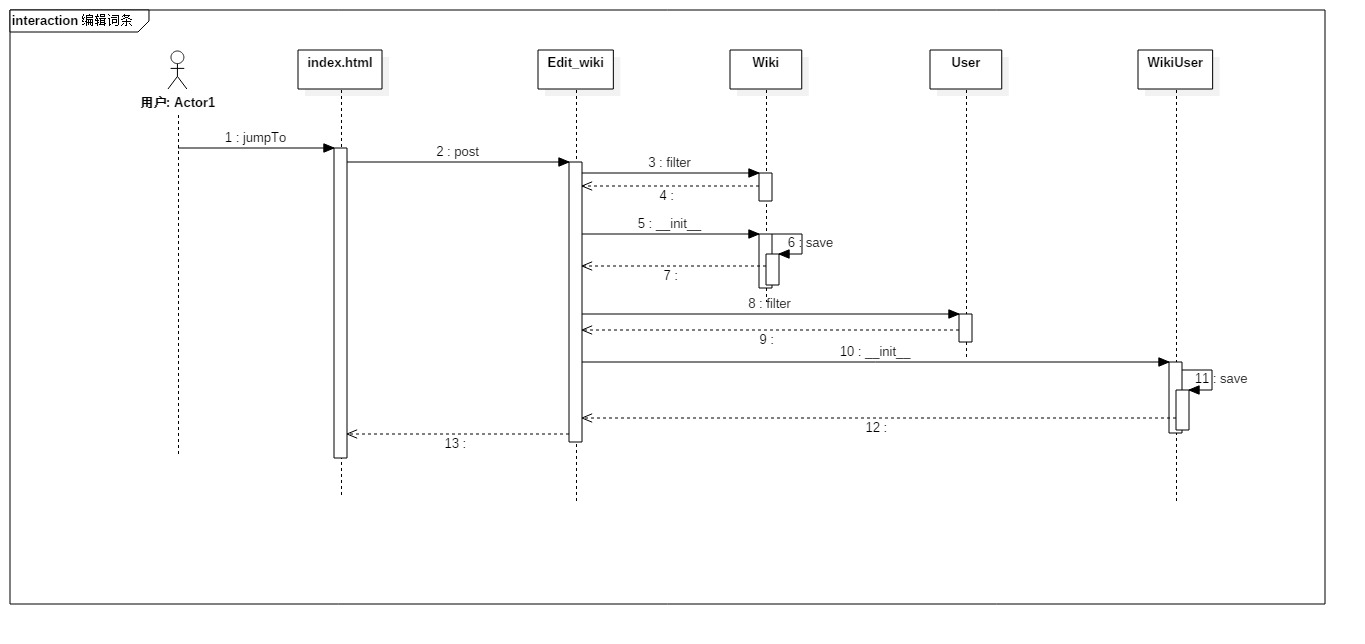 interaction 编辑词条
index.html
Edit_wiki
Wiki
User
WikiUser
用户: Actor1
1 : jumpTo
2 : post
3 : filter
4 :
5 : __init__
6 : save
7 :
8 : filter
9 :
10 : __init__
11 : save
12 :
13 :